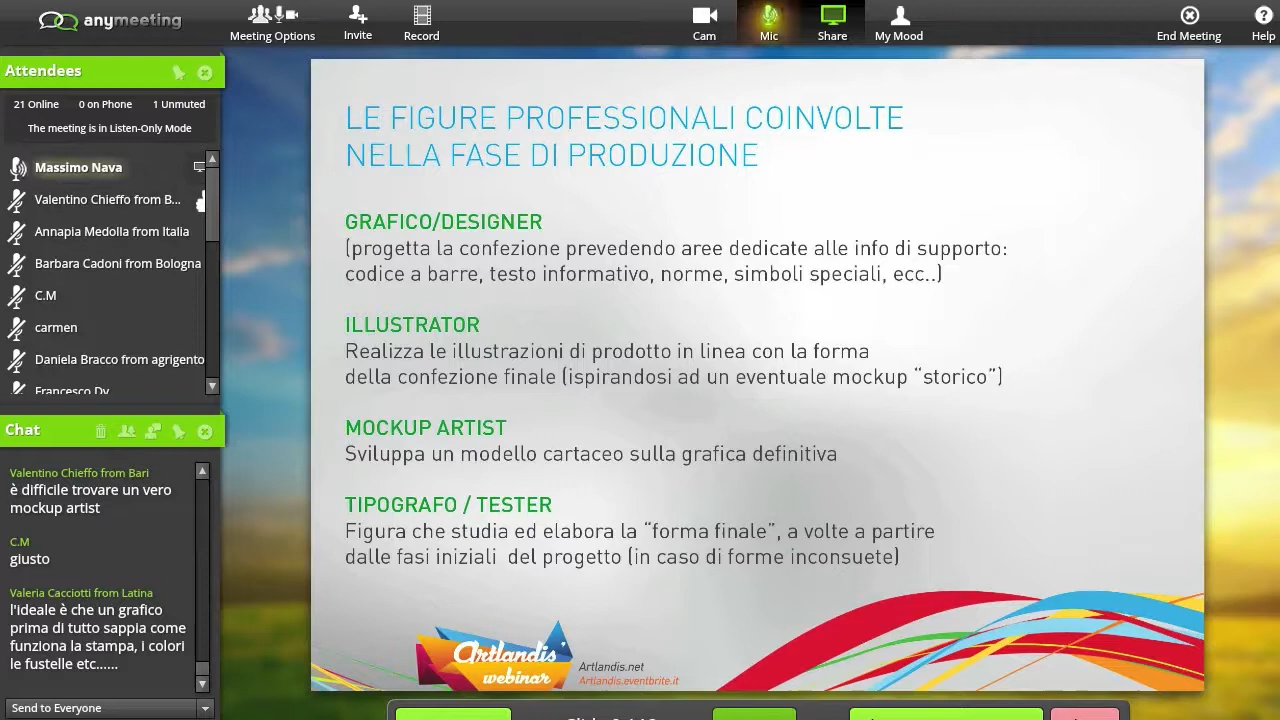 anymeeting
Meeting Options
Invite
Record
Cam
Mic
Share
My Mood
End Meeting
Help
Attendees
21 Online 0 on Phone 1 Unmuted
The meeting is in Listen-Only Mode
Massimo Nava
Valentino Chieffo from B...
Annapia Medolla from Italia
Barbara Cadoni from Bologna
C.M
carmen
Daniela Bracco from agrigento
Francesco Dv
Chat
Valentino Chieffo from Bari
è difficile trovare un vero
mockup artist
C.M
giusto
Valeria Cacciotti from Latina
l'ideale è che un grafico
prima di tutto sappia come
funziona la stampa, i colori
le fustelle etc......
Send to Everyone
LE FIGURE PROFESSIONALI COINVOLTE
NELLA FASE DI PRODUZIONE
GRAFICO/DESIGNER
(progetta la confezione prevedendo aree dedicate alle info di supporto:
codice a barre, testo informativo, norme, simboli speciali, ecc..)
ILLUSTRATOR
Realizza le illustrazioni di prodotto in linea con la forma
della confezione finale (ispirandosi ad un eventuale mockup “storico”)
MOCKUP ARTIST
Sviluppa un modello cartaceo sulla grafica definitiva
TIPOGRAFO / TESTER
Figura che studia ed elabora la “forma finale”, a volte a partire
dalle fasi iniziali del progetto (in caso di forme inconsuete)
Artlandis'
webinar
Artlandis.net
Artlandis.eventbrite.it